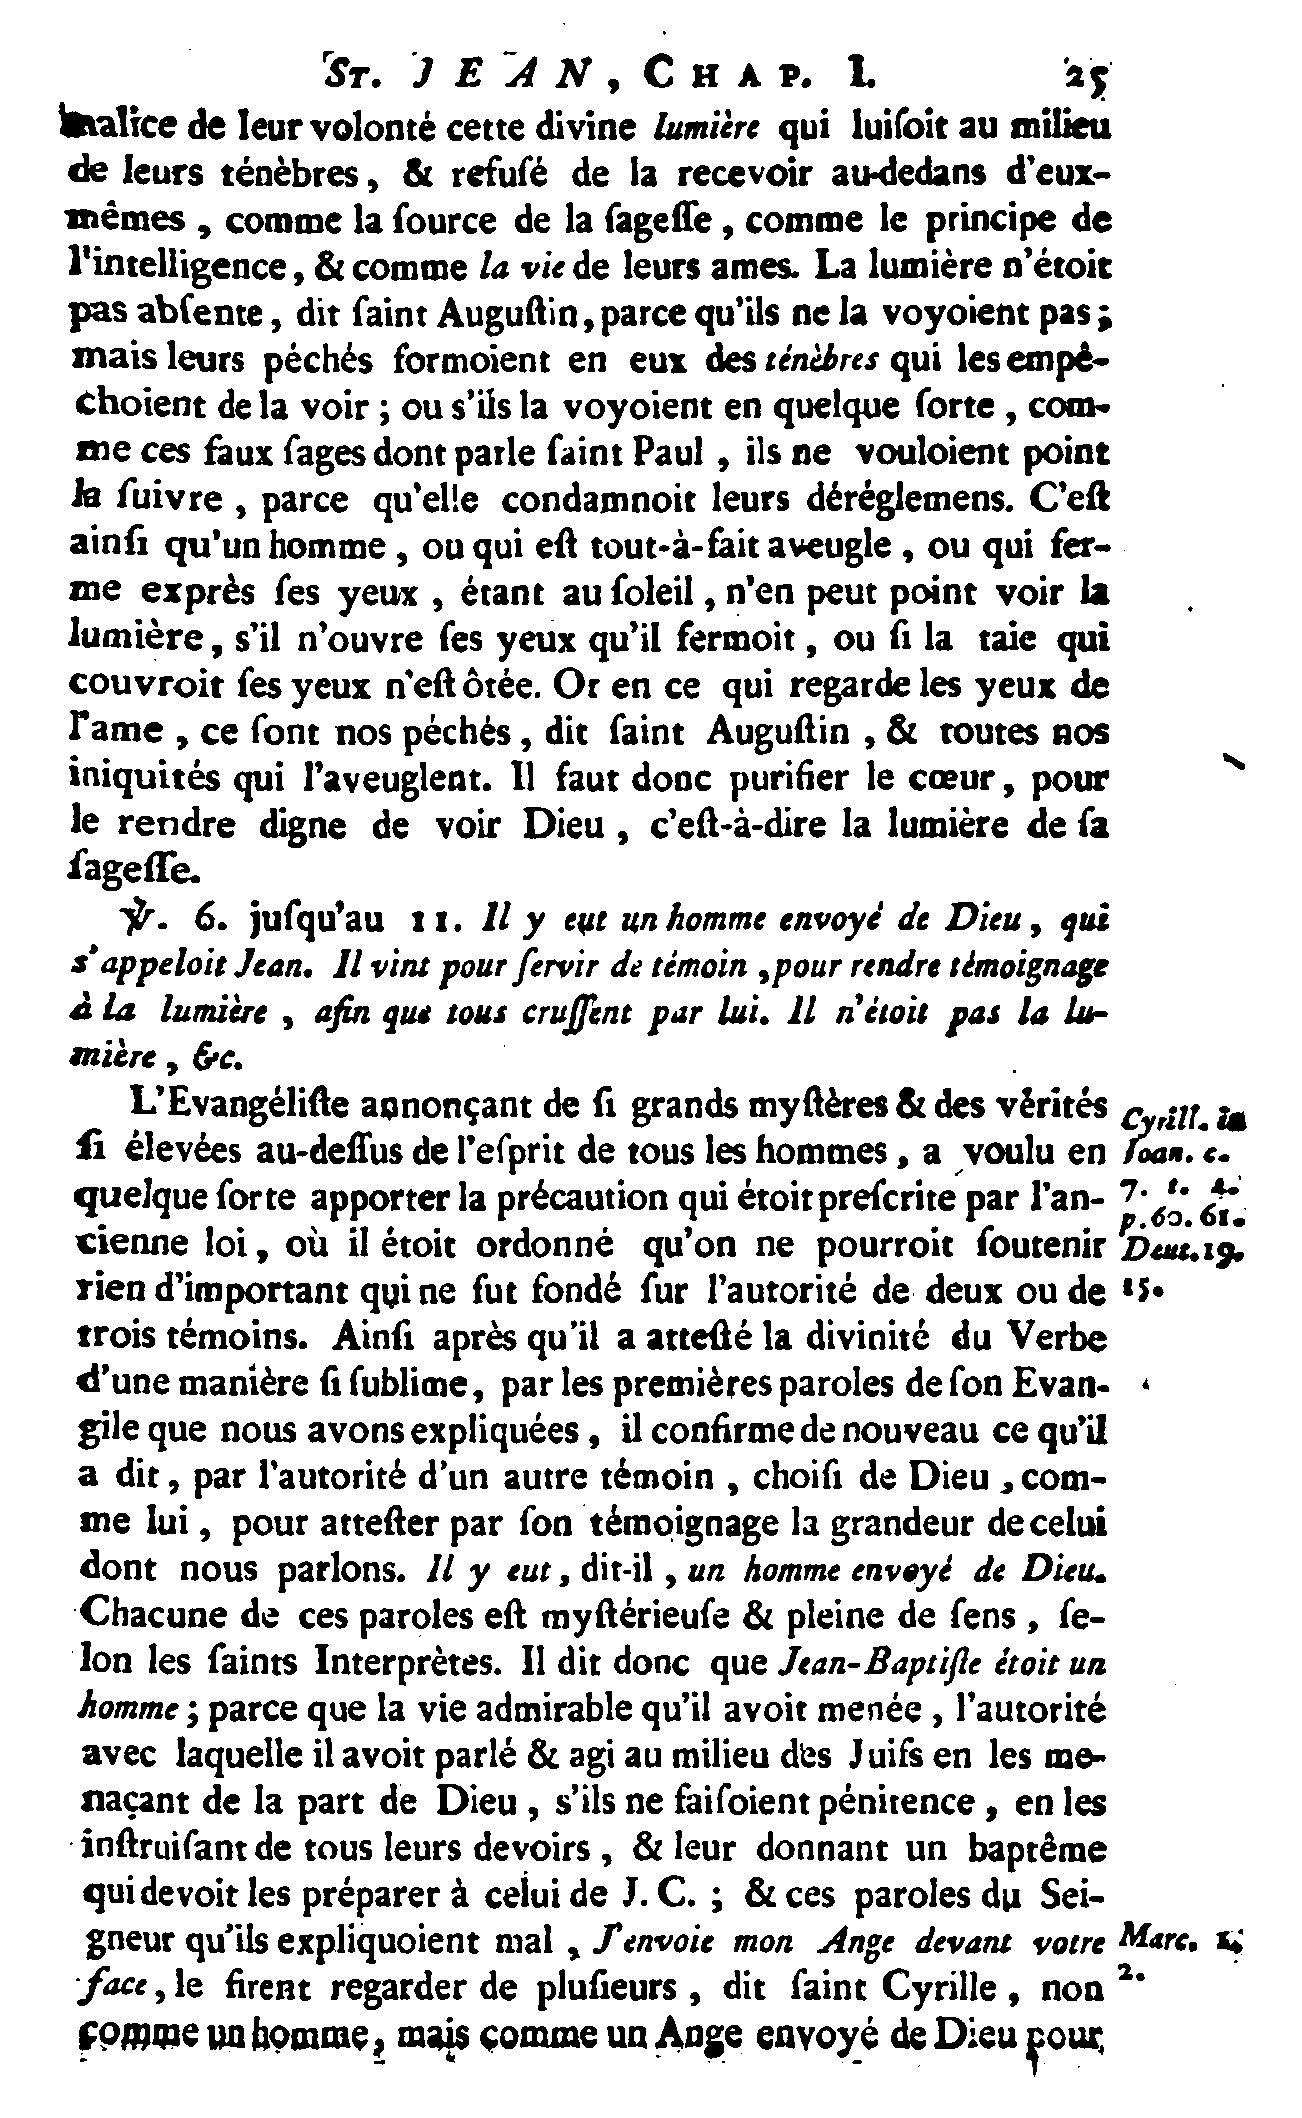 ST. JEAN, CHAP. I. 25
malice de leur volonté cette divine lumière qui luiſoit au milieu
de leurs ténèbres, & refuſé de la recevoir au-dedans d'eux-
mêmes, comme la ſource de la ſageſſe, comme le principe de
l'intelligence, & comme la vie de leurs ames. La lumière n'étoit
pas abſente, dit ſaint Auguſtin, parce qu'ils ne la voyoient pas;
mais leurs péchés formoient en eux des ténèbres qui les empê-
choient de la voir; ou s'ils la voyoient en quelque ſorte, com-
me ces faux ſages dont parle ſaint Paul, ils ne vouloient point
la ſuivre, parce qu'elle condamnoit leurs déréglemens. C'eſt
ainſi qu'un homme, ou qui eſt tout-à-fait aveugle, ou qui fer-
me exprès ſes yeux, étant au ſoleil, n'en peut point voir la
lumière, s'il n'ouvre ſes yeux qu'il fermoit, ou ſi la taie qui
couvroit ſes yeux n'eſt ôtée. Or en ce qui regarde les yeux de
l'ame, ce ſont nos péchés, dit ſaint Auguſtin, & toutes nos
iniquités qui l'aveuglent. Il faut donc purifier le cœur, pour
le rendre digne de voir Dieu, c'eſt-à-dire la lumière de ſa
ſageſſe.
℣. 6. juſqu'au 11. Il y eut un homme envoyé de Dieu, qui
s'appeloit Jean. Il vint pour ſervir de témoin, pour rendre témoignage
à la lumière, afin que tous cruſſent par lui. Il n'étoit pas la lu-
mière, &c.
L'Evangéliſte annonçant de ſi grands myſtères & des vérités
ſi élevées au-deſſus de l'eſprit de tous les hommes, a voulu en
quelque ſorte apporter la précaution qui étoit preſcrite par l'an-
cienne loi, où il étoit ordonné qu'on ne pourroit ſoutenir
rien d'important qui ne fut fondé ſur l'autorité de deux ou de
trois témoins. Ainſi après qu'il a atteſté la divinité du Verbe
d'une manière ſi ſublime, par les premières paroles de ſon Evan-
gile que nous avons expliquées, il confirme de nouveau ce qu'il
a dit, par l'autorité d'un autre témoin, choiſi de Dieu, com-
me lui, pour atteſter par ſon témoignage la grandeur de celui
dont nous parlons. Il y eut, dit-il, un homme envoyé de Dieu.
Chacune de ces paroles eſt myſtérieuſe & pleine de ſens, ſe-
lon les ſaints Interprètes. Il dit donc que Jean-Baptiſte étoit un
homme; parce que la vie admirable qu'il avoit menée, l'autorité
avec laquelle il avoit parlé & agi au milieu des Juifs en les me-
naçant de la part de Dieu, s'ils ne faiſoient pénitence, en les
inſtruiſant de tous leurs devoirs, & leur donnant un baptême
qui devoit les préparer à celui de J. C.; & ces paroles du Sei-
gneur qu'ils expliquoient mal, J'envoie mon Ange devant votre
face, le firent regarder de pluſieurs, dit ſaint Cyrille, non
comme un homme, mais comme un Ange envoyé de Dieu pour
Cyrill. in
Joan. c.
7. t. 4.
p. 60. 61.
Deut. 19.
15.
Marc. 1.
2.